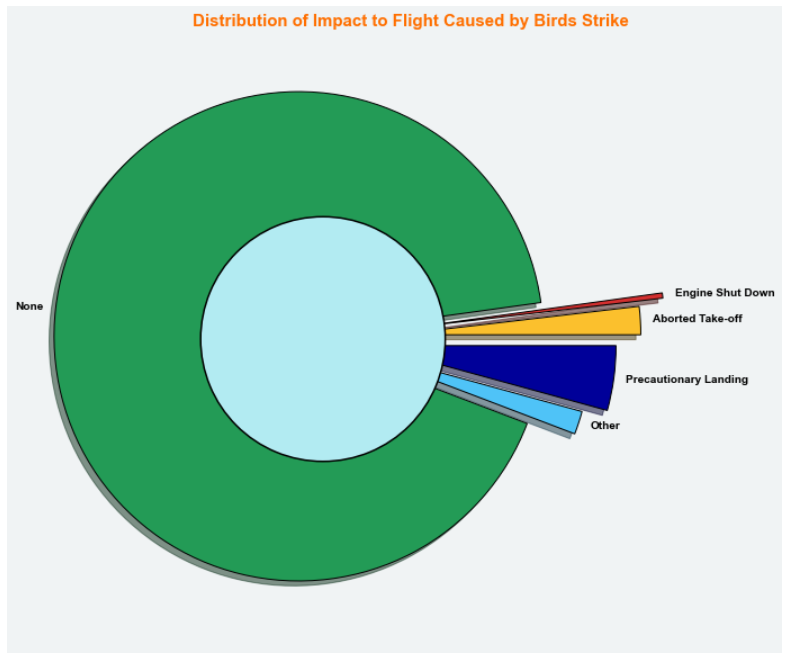 Distribution of Impact to Flight Caused by Birds Strike
Engine Shut Down
None
Aborted Take-off
Precautionary Landing
Other